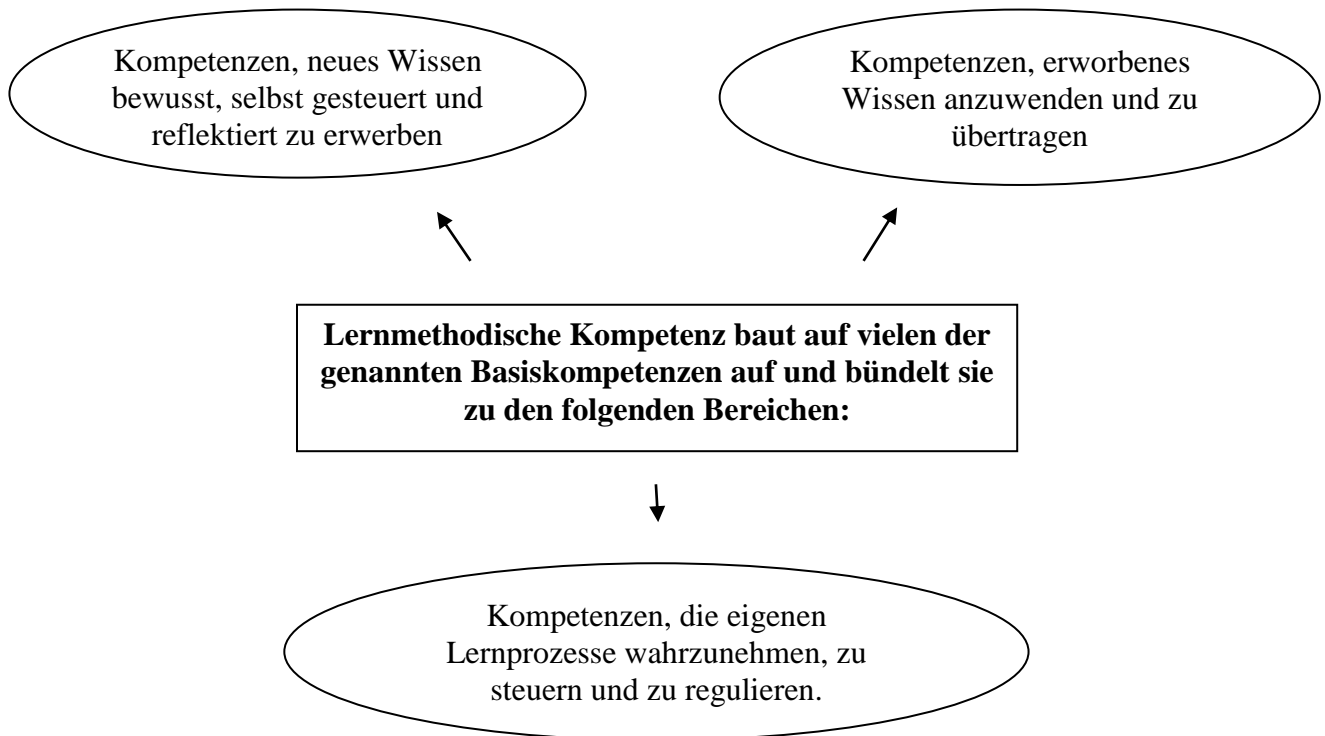 Kompetenzen, neues Wissen
bewusst, selbst gesteuert und
reflektiert zu erwerben
Kompetenzen, erworbenes
Wissen anzuwenden und zu
übertragen
Lernmethodische Kompetenz baut auf vielen der
genannten Basiskompetenzen auf und bündelt sie
zu den folgenden Bereichen:
Kompetenzen, die eigenen
Lernprozesse wahrzunehmen, zu
steuern und zu regulieren.